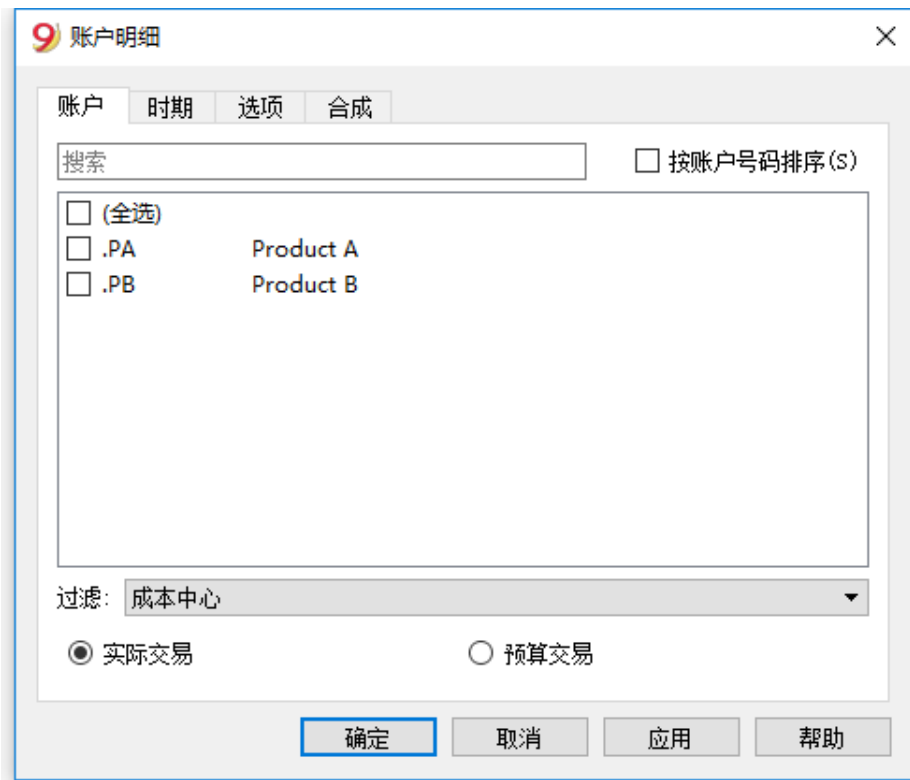 9 账户明细
账户 时期 选项 合成
搜索 按账户号码排序(S)
(全选)
.PA Product A
.PB Product B
过滤: 成本中心
实际交易 预算交易
确定 取消 应用 帮助